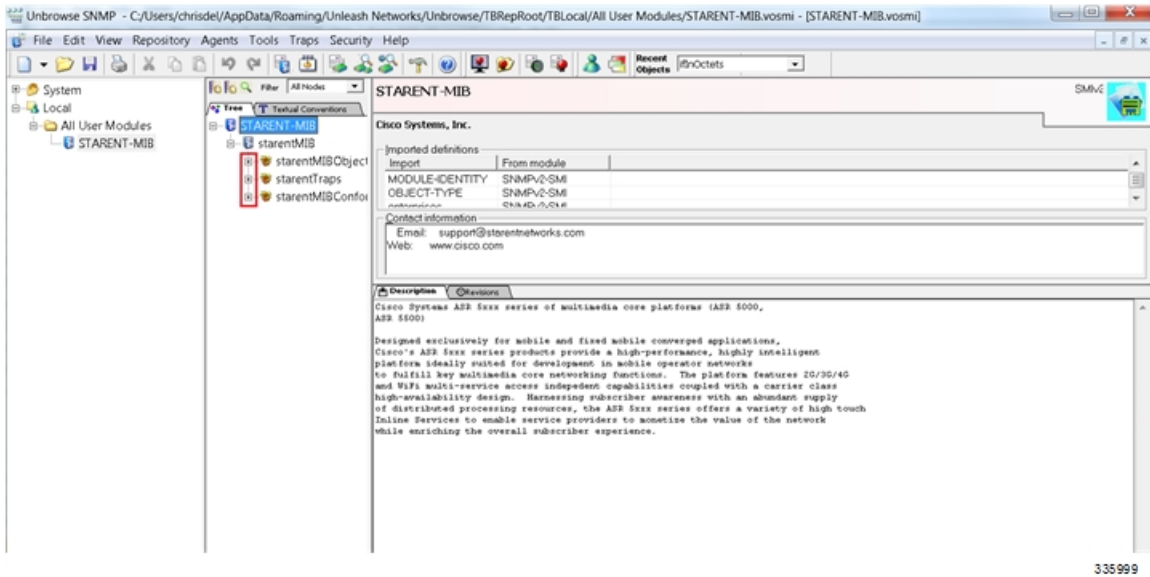 Unbrowse SNMP - C:/Users/chrisdel/AppData/Roaming/Unleash Networks/Unbrowse/TBRepRoot/TBLocal/All User Modules/STARENT-MIB.vosmi - [STARENT-MIB.vosmi]
File Edit View Repository Agents Tools Traps Security Help
Recent Objects ifInOctets
System
Local
All User Modules
STARENT-MIB
Filter All Nodes
Tree Textual Conventions
STARENT-MIB
starentMIB
starentMIBObject
starentTraps
starentMIBConfor
STARENT-MIB
SMIv2
Cisco Systems, Inc.
Imported definitions
Import From module
MODULE-IDENTITY SNMPv2-SMI
OBJECT-TYPE SNMPv2-SMI
enterprises SNMPv2-SMI
Contact information
Email: support@starentnetworks.com
Web: www.cisco.com
Description Revisions
Cisco Systems ASR 5xxx series of multimedia core platforms (ASR 5000,
ASR 5500)
Designed exclusively for mobile and fixed mobile converged applications,
Cisco's ASR 5xxx series products provide a high-performance, highly intelligent
platform ideally suited for development in mobile operator networks
to fulfill key multimedia core networking functions. The platform features 2G/3G/4G
and WiFi multi-service access indepedent capabilities coupled with a carrier class
high-availability design. Harnessing subscriber awareness with an abundant supply
of distributed processing resources, the ASR 5xxx series offers a variety of high touch
Inline Services to enable service providers to monetize the value of the network
while enriching the overall subscriber experience.
335999